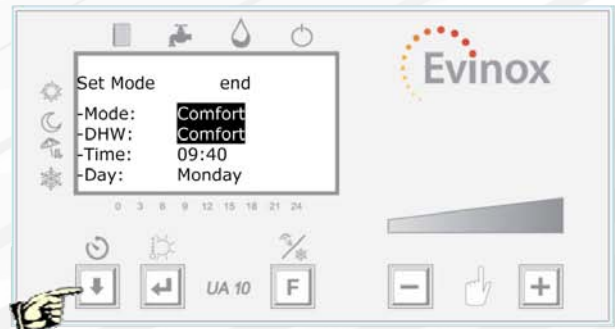 Evinox
Set Mode end
-Mode: Comfort
-DHW: Comfort
-Time: 09:40
-Day: Monday
0 3 6 9 12 15 18 21 24
UA 10 F